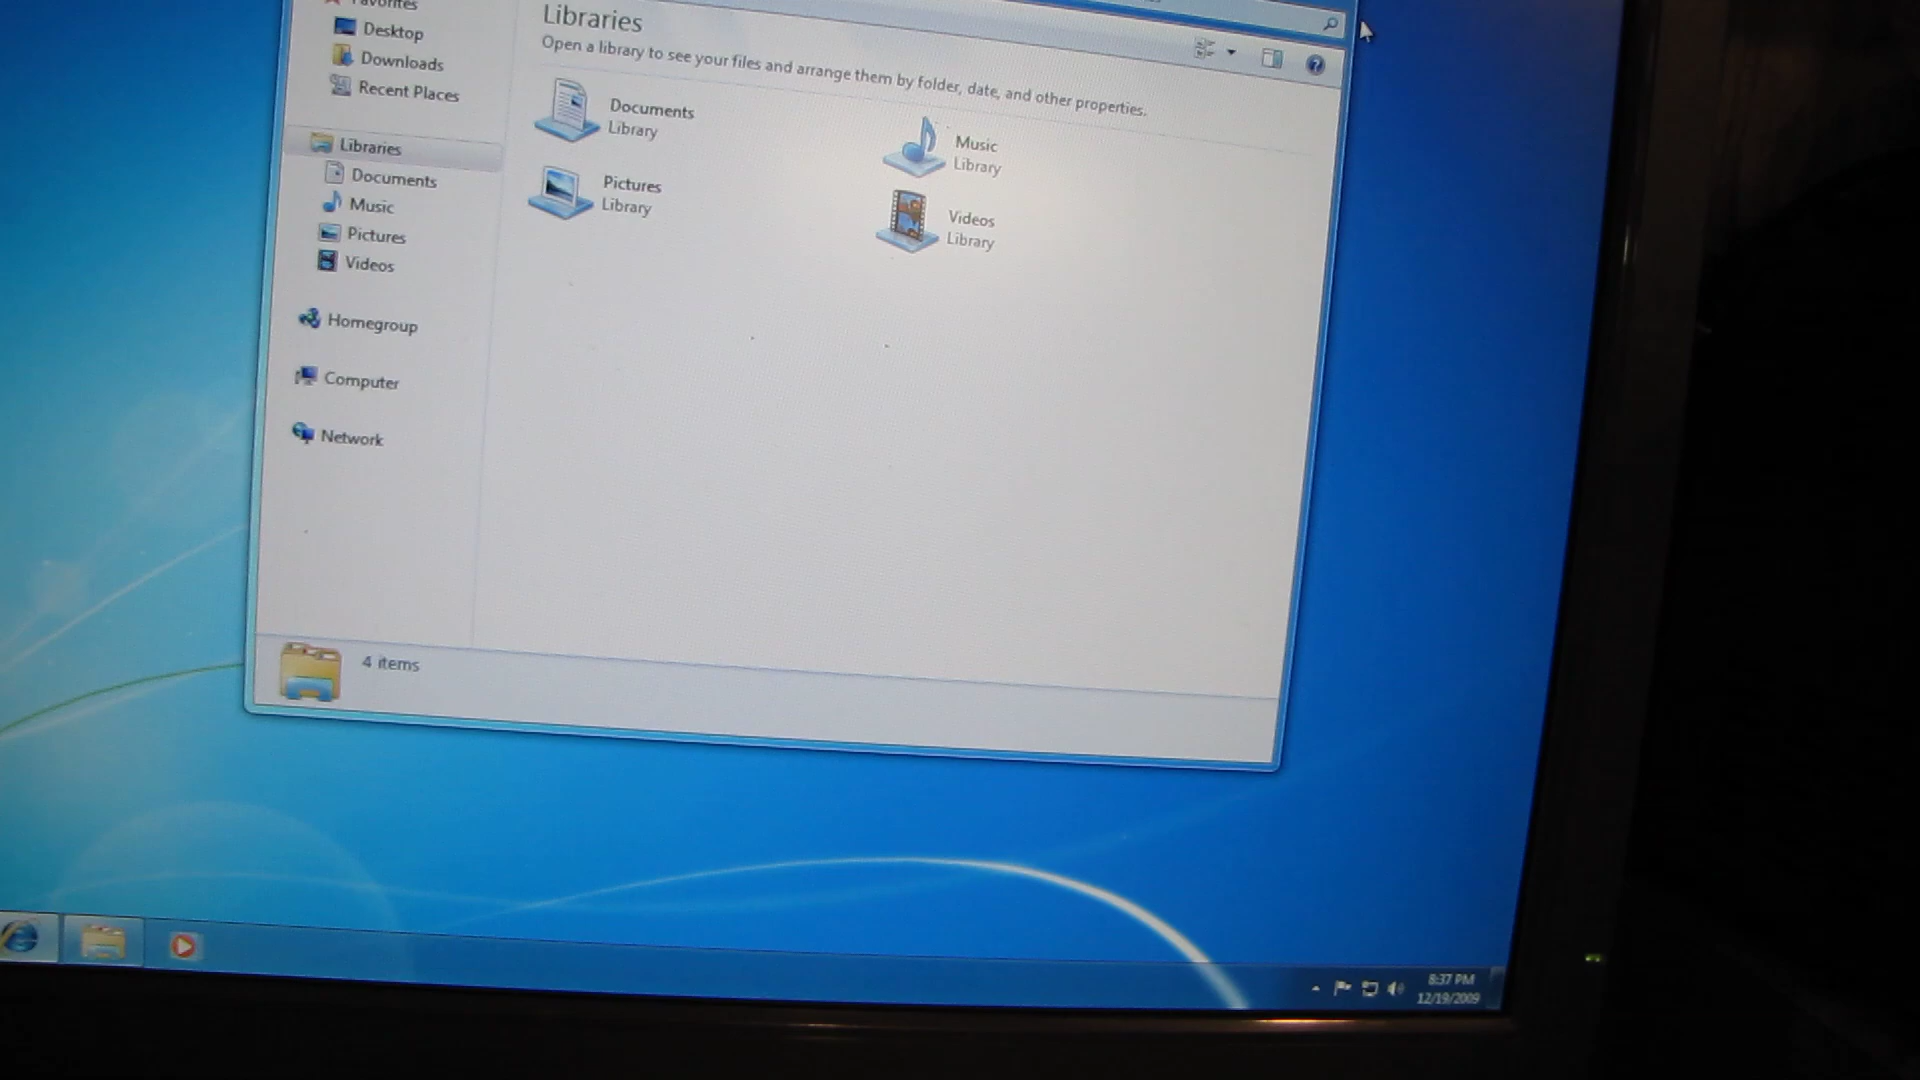 Favorites
Desktop
Downloads
Recent Places
Libraries
Documents
Music
Pictures
Videos
Homegroup
Computer
Network
Libraries
Open a library to see your files and arrange them by folder, date, and other properties.
Documents
Library
Music
Library
Pictures
Library
Videos
Library
4 items
8:37 PM
12/19/2009